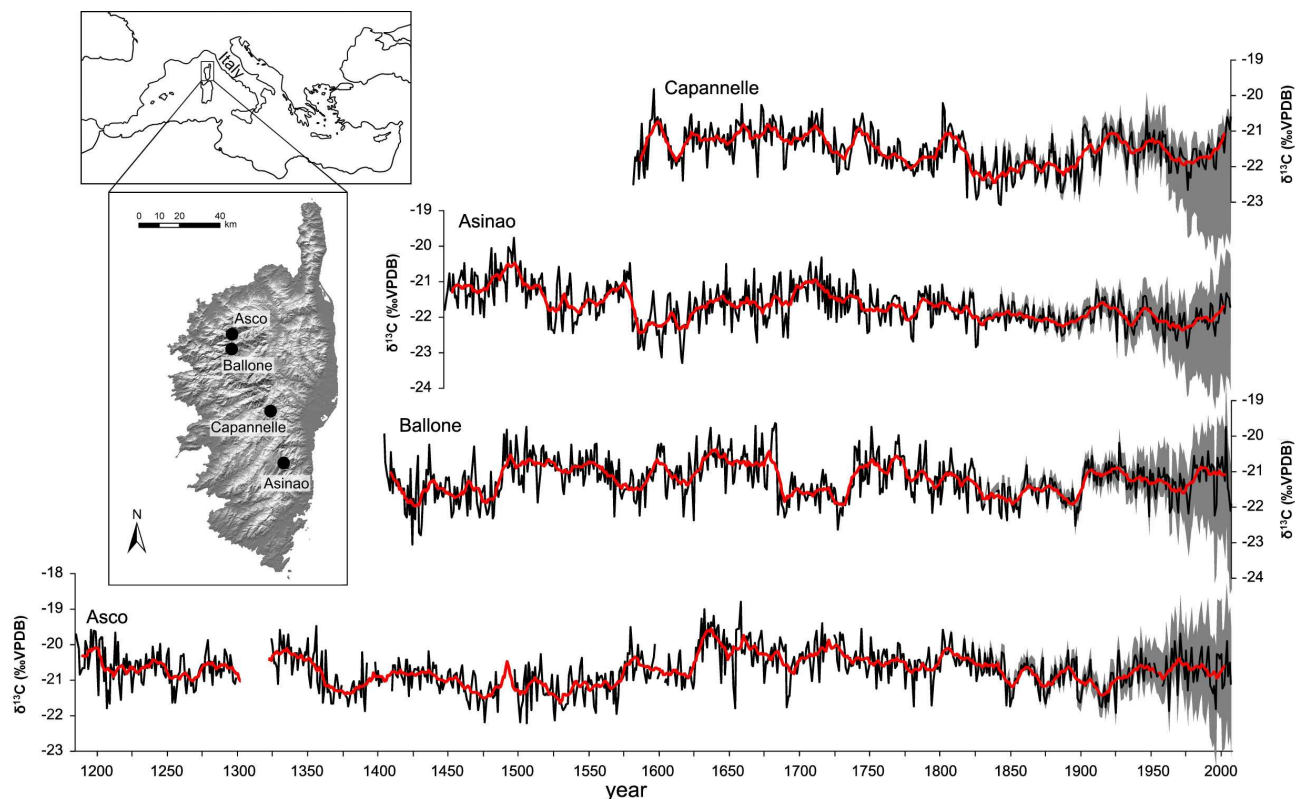 Italy
0 10 20 40
km
Asco
Ballone
Capannelle
Asinao
N
Capannelle
-19
-20
-21
-22
-23
δ¹³C (‰VPDB)
Asinao
-19
-20
-21
-22
-23
-24
δ¹³C (‰VPDB)
Ballone
-19
-20
-21
-22
-23
-24
δ¹³C (‰VPDB)
Asco
-18
-19
-20
-21
-22
-23
δ¹³C (‰VPDB)
1200 1250 1300 1350 1400 1450 1500 1550 1600 1650 1700 1750 1800 1850 1900 1950 2000
year